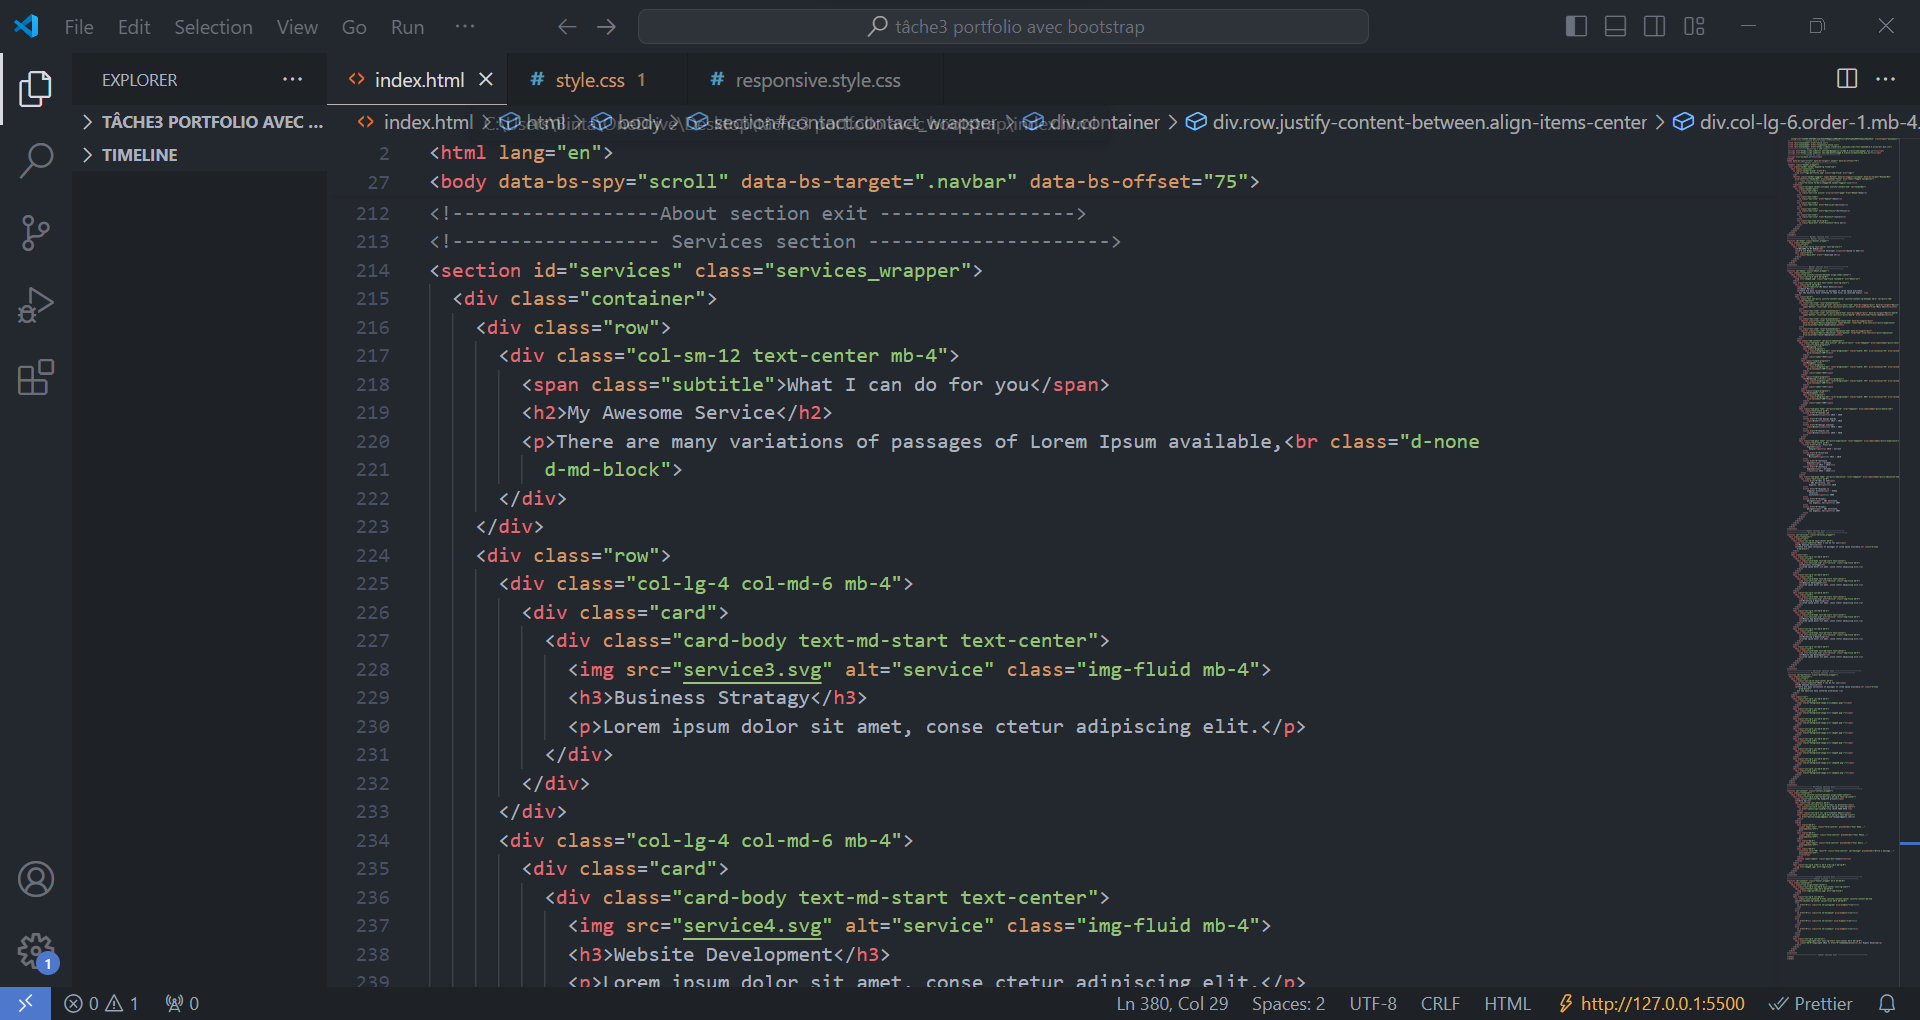 File Edit Selection View Go Run ··· tâche3 portfolio avec bootstrap
EXPLORER ··· index.html style.css 1 responsive.style.css
TÂCHE3 PORTFOLIO AVEC ...
TIMELINE
index.html > html > body > section#contact.contact_wrapper > div.container > div.row.justify-content-between.align-items-center > div.col-lg-6.order-1.mb-4.
2 <html lang="en">
27 <body data-bs-spy="scroll" data-bs-target=".navbar" data-bs-offset="75">
212 <!------------------About section exit ----------------->
213 <!------------------ Services section --------------------->
214 <section id="services" class="services_wrapper">
215 <div class="container">
216 <div class="row">
217 <div class="col-sm-12 text-center mb-4">
218 <span class="subtitle">What I can do for you</span>
219 <h2>My Awesome Service</h2>
220 <p>There are many variations of passages of Lorem Ipsum available,<br class="d-none
221 d-md-block">
222 </div>
223 </div>
224 <div class="row">
225 <div class="col-lg-4 col-md-6 mb-4">
226 <div class="card">
227 <div class="card-body text-md-start text-center">
228 <img src="service3.svg" alt="service" class="img-fluid mb-4">
229 <h3>Business Stratagy</h3>
230 <p>Lorem ipsum dolor sit amet, conse ctetur adipiscing elit.</p>
231 </div>
232 </div>
233 </div>
234 <div class="col-lg-4 col-md-6 mb-4">
235 <div class="card">
236 <div class="card-body text-md-start text-center">
237 <img src="service4.svg" alt="service" class="img-fluid mb-4">
238 <h3>Website Development</h3>
239 <p>Lorem ipsum dolor sit amet, conse ctetur adipiscing elit.</p>
1
0 1 0 Ln 380, Col 29 Spaces: 2 UTF-8 CRLF HTML http://127.0.0.1:5500 Prettier